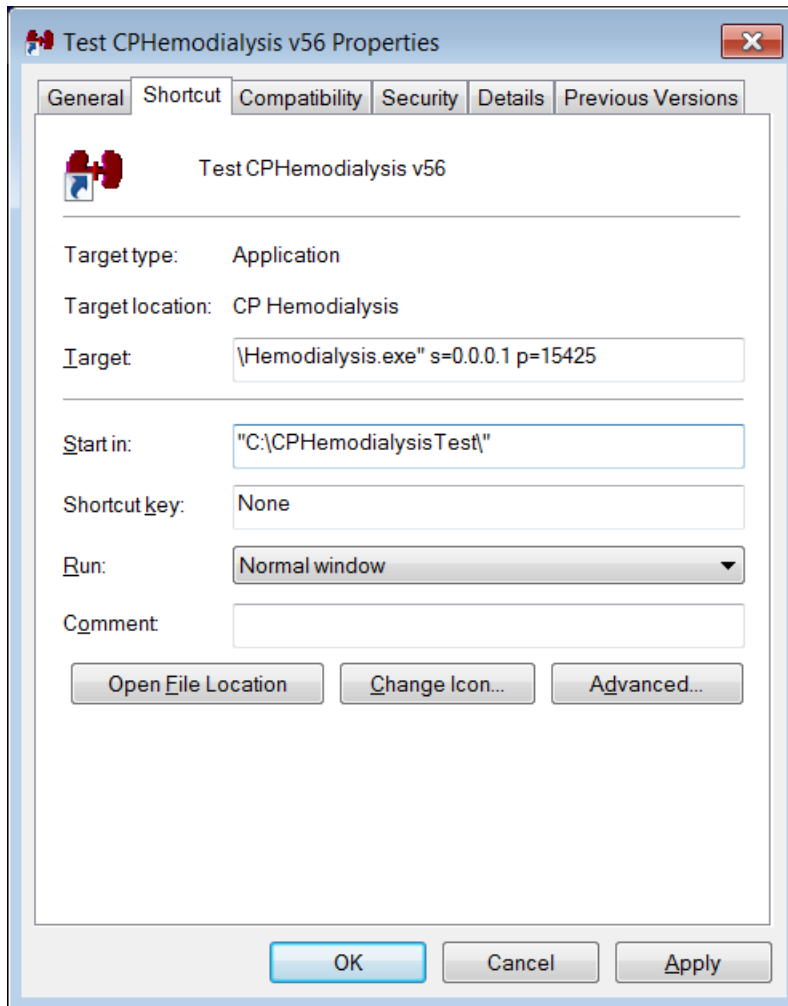 Test CPHemodialysis v56 Properties
General Shortcut Compatibility Security Details Previous Versions
Test CPHemodialysis v56
Target type: Application
Target location: CP Hemodialysis
Target: \Hemodialysis.exe" s=0.0.0.1 p=15425
Start in: "C:\CPHemodialysisTest\"
Shortcut key: None
Run: Normal window
Comment:
Open File Location Change Icon... Advanced...
OK Cancel Apply